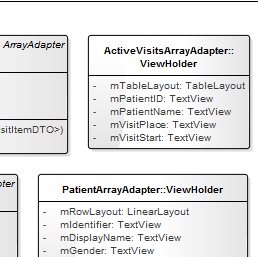 ArrayAdapter
ActiveVisitsArrayAdapter::
ViewHolder
- mTableLayout: TableLayout
- mPatientID: TextView
- mPatientName: TextView
- mVisitPlace: TextView
- mVisitStart: TextView
sitItemDTO>)
pter
PatientArrayAdapter::ViewHolder
- mRowLayout: LinearLayout
- mIdentifier: TextView
- mDisplayName: TextView
- mGender: TextView